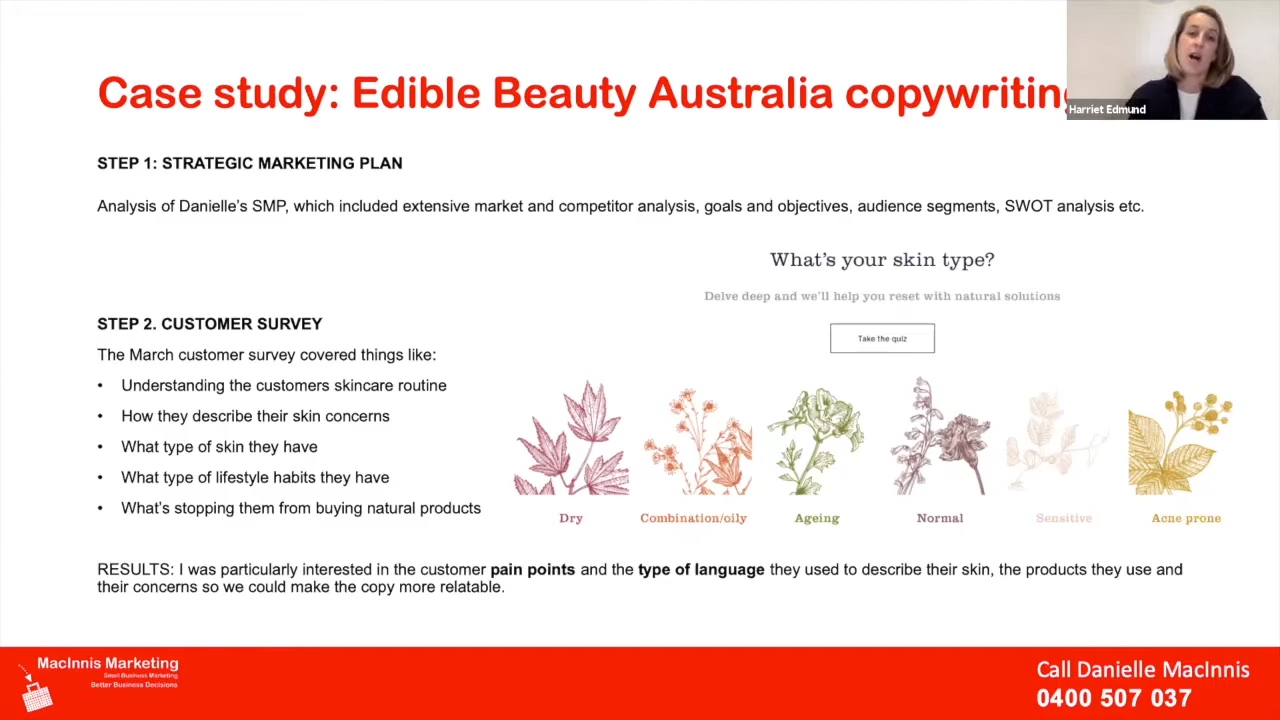 Case study: Edible Beauty Australia copywriting
Harriet Edmund
STEP 1: STRATEGIC MARKETING PLAN
Analysis of Danielle's SMP, which included extensive market and competitor analysis, goals and objectives, audience segments, SWOT analysis etc.
What's your skin type?
Delve deep and we'll help you reset with natural solutions
Take the quiz
STEP 2. CUSTOMER SURVEY
The March customer survey covered things like:
• Understanding the customers skincare routine
• How they describe their skin concerns
• What type of skin they have
• What type of lifestyle habits they have
• What's stopping them from buying natural products
Dry
Combination/oily
Ageing
Normal
Sensitive
Acne prone
RESULTS: I was particularly interested in the customer pain points and the type of language they used to describe their skin, the products they use and
their concerns so we could make the copy more relatable.
MacInnis Marketing
Small Business Marketing
Better Business Decisions
Call Danielle MacInnis
0400 507 037